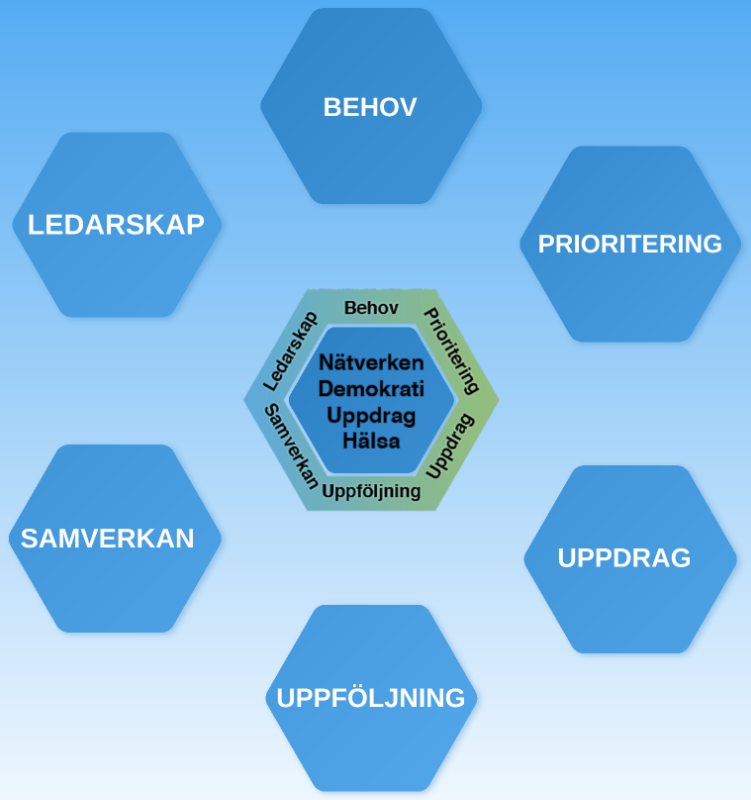 BEHOV
LEDARSKAP
PRIORITERING
Behov
Ledarskap
Prioritering
Nätverken
Demokrati
Uppdrag
Hälsa
Samverkan
Uppdrag
Uppföljning
SAMVERKAN
UPPDRAG
UPPFÖLJNING